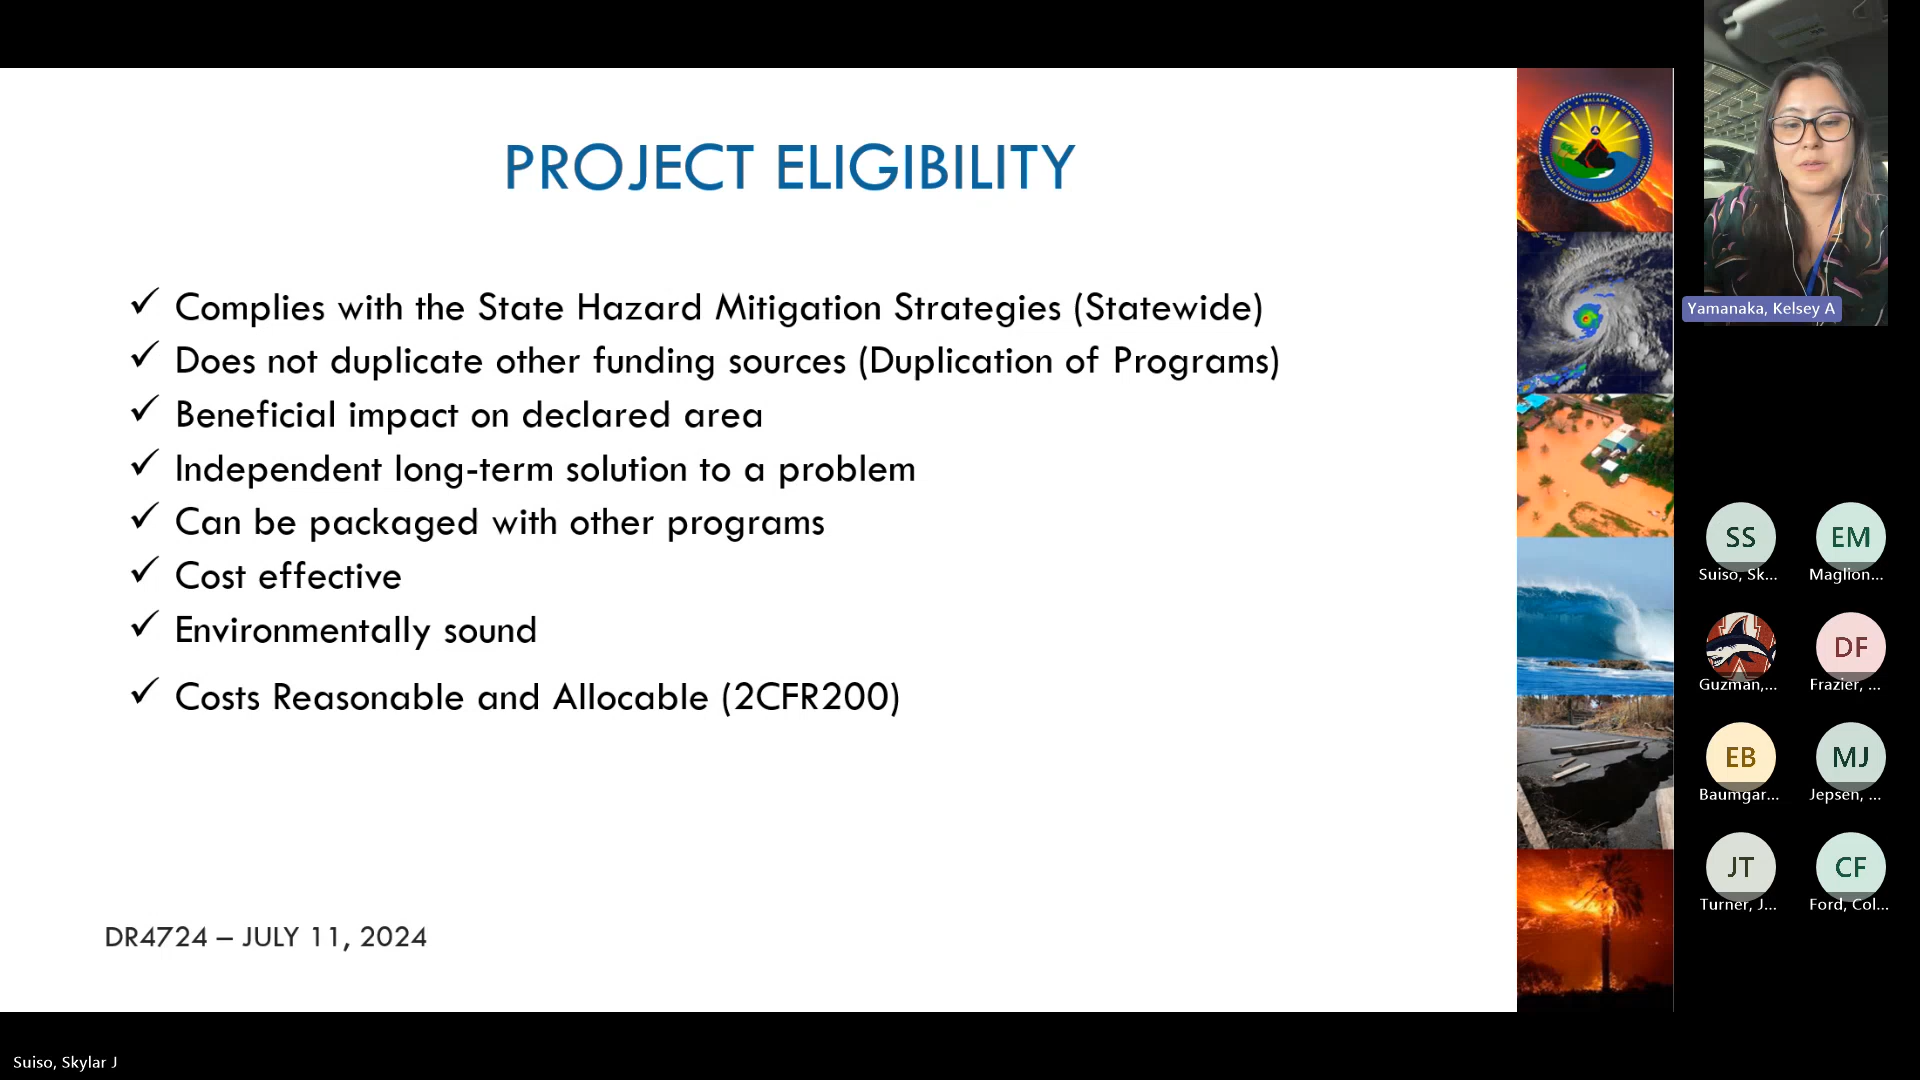 PROJECT ELIGIBILITY
✓ Complies with the State Hazard Mitigation Strategies (Statewide)
✓ Does not duplicate other funding sources (Duplication of Programs)
✓ Beneficial impact on declared area
✓ Independent long-term solution to a problem
✓ Can be packaged with other programs
✓ Cost effective
✓ Environmentally sound
✓ Costs Reasonable and Allocable (2CFR200)
DR4724 – JULY 11, 2024
Yamanaka, Kelsey A
SS
Suiso, Sk...
EM
Maglion...
Guzman,...
DF
Frazier, ...
EB
Baumgar...
MJ
Jepsen, ...
JT
Turner, J...
CF
Ford, Col...
Suiso, Skylar J